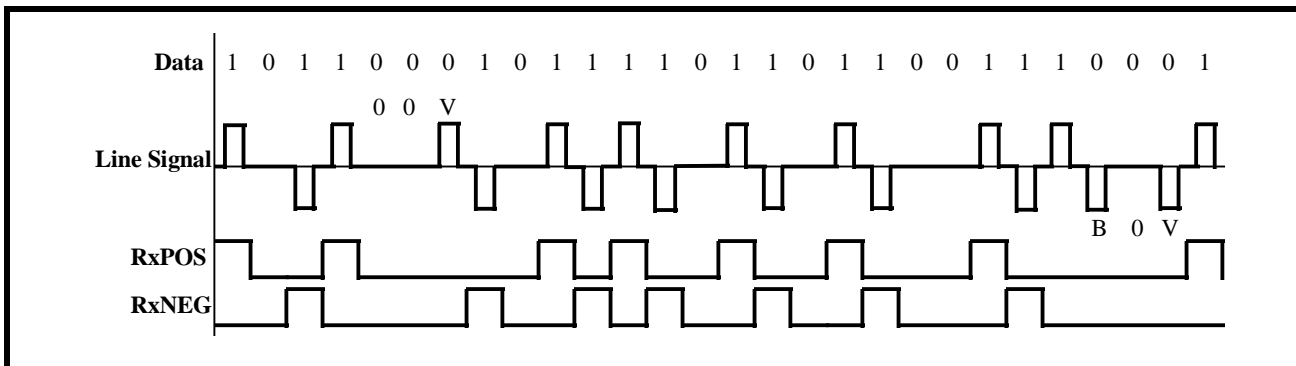 Data 1 0 1 1 0 0 0 1 0 1 1 1 1 0 1 1 0 1 1 0 0 1 1 1 0 0 0 1
0 0 V
Line Signal
B 0 V
RxPOS
RxNEG